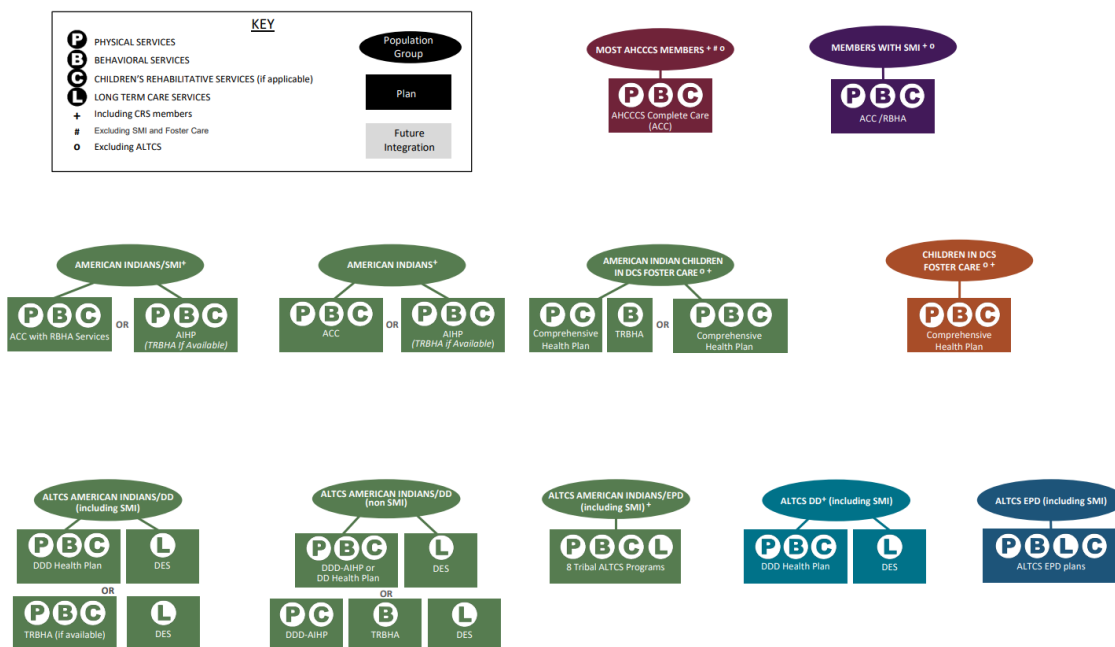 KEY
P PHYSICAL SERVICES
B BEHAVIORAL SERVICES
C CHILDREN'S REHABILITATIVE SERVICES (if applicable)
L LONG TERM CARE SERVICES
+ Including CRS members
# Excluding SMI and Foster Care
o Excluding ALTCS
Population
Group
Plan
Future
Integration
MOST AHCCCS MEMBERS + # o
P B C
AHCCCS Complete Care
(ACC)
MEMBERS WITH SMI + o
P B C
ACC /RBHA
AMERICAN INDIANS/SMI+
P B C
ACC with RBHA Services
OR
P B C
AIHP
(TRBHA If Available)
AMERICAN INDIANS+
P B C
ACC
OR
P B C
AIHP
(TRBHA if Available)
AMERICAN INDIAN CHILDREN
IN DCS FOSTER CARE o +
P C
Comprehensive
Health Plan
B
TRBHA
OR
P B C
Comprehensive
Health Plan
CHILDREN IN DCS
FOSTER CARE o +
P B C
Comprehensive
Health Plan
ALTCS AMERICAN INDIANS/DD
(including SMI)
P B C
DDD Health Plan
L
DES
OR
P B C
TRBHA (if available)
L
DES
ALTCS AMERICAN INDIANS/DD
(non SMI)
P B C
DDD-AIHP or
DD Health Plan
L
DES
OR
P C
DDD-AIHP
B
TRBHA
L
DES
ALTCS AMERICAN INDIANS/EPD
(including SMI) +
P B C L
8 Tribal ALTCS Programs
ALTCS DD+ (including SMI)
P B C
DDD Health Plan
L
DES
ALTCS EPD (including SMI)
P B L C
ALTCS EPD plans